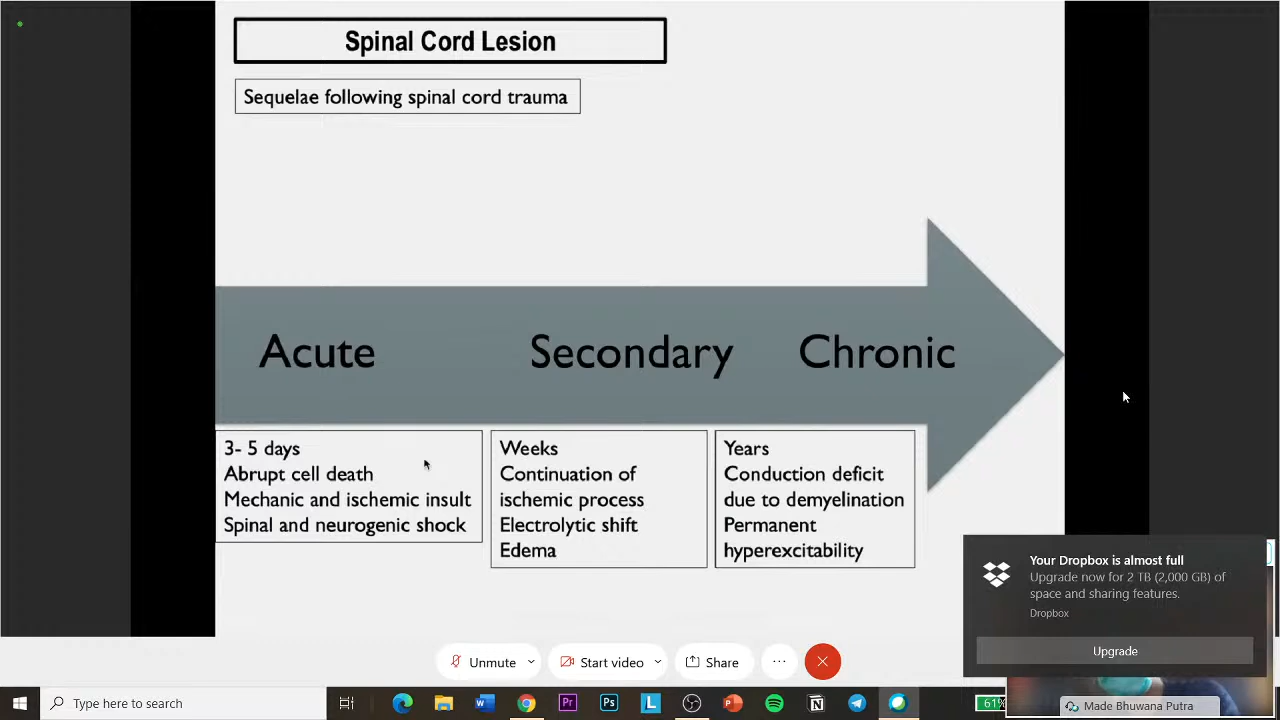 Spinal Cord Lesion
Sequelae following spinal cord trauma
Acute
Secondary
Chronic
3- 5 days
Abrupt cell death
Mechanic and ischemic insult
Spinal and neurogenic shock
Weeks
Continuation of
ischemic process
Electrolytic shift
Edema
Years
Conduction deficit
due to demyelination
Permanent
hyperexcitability
Your Dropbox is almost full
Upgrade now for 2 TB (2,000 GB) of
space and sharing features.
Dropbox
Upgrade
Unmute
Start video
Share
Type here to search
W
Pr
Ps
L
P
N
61%
Made Bhuwana Putra